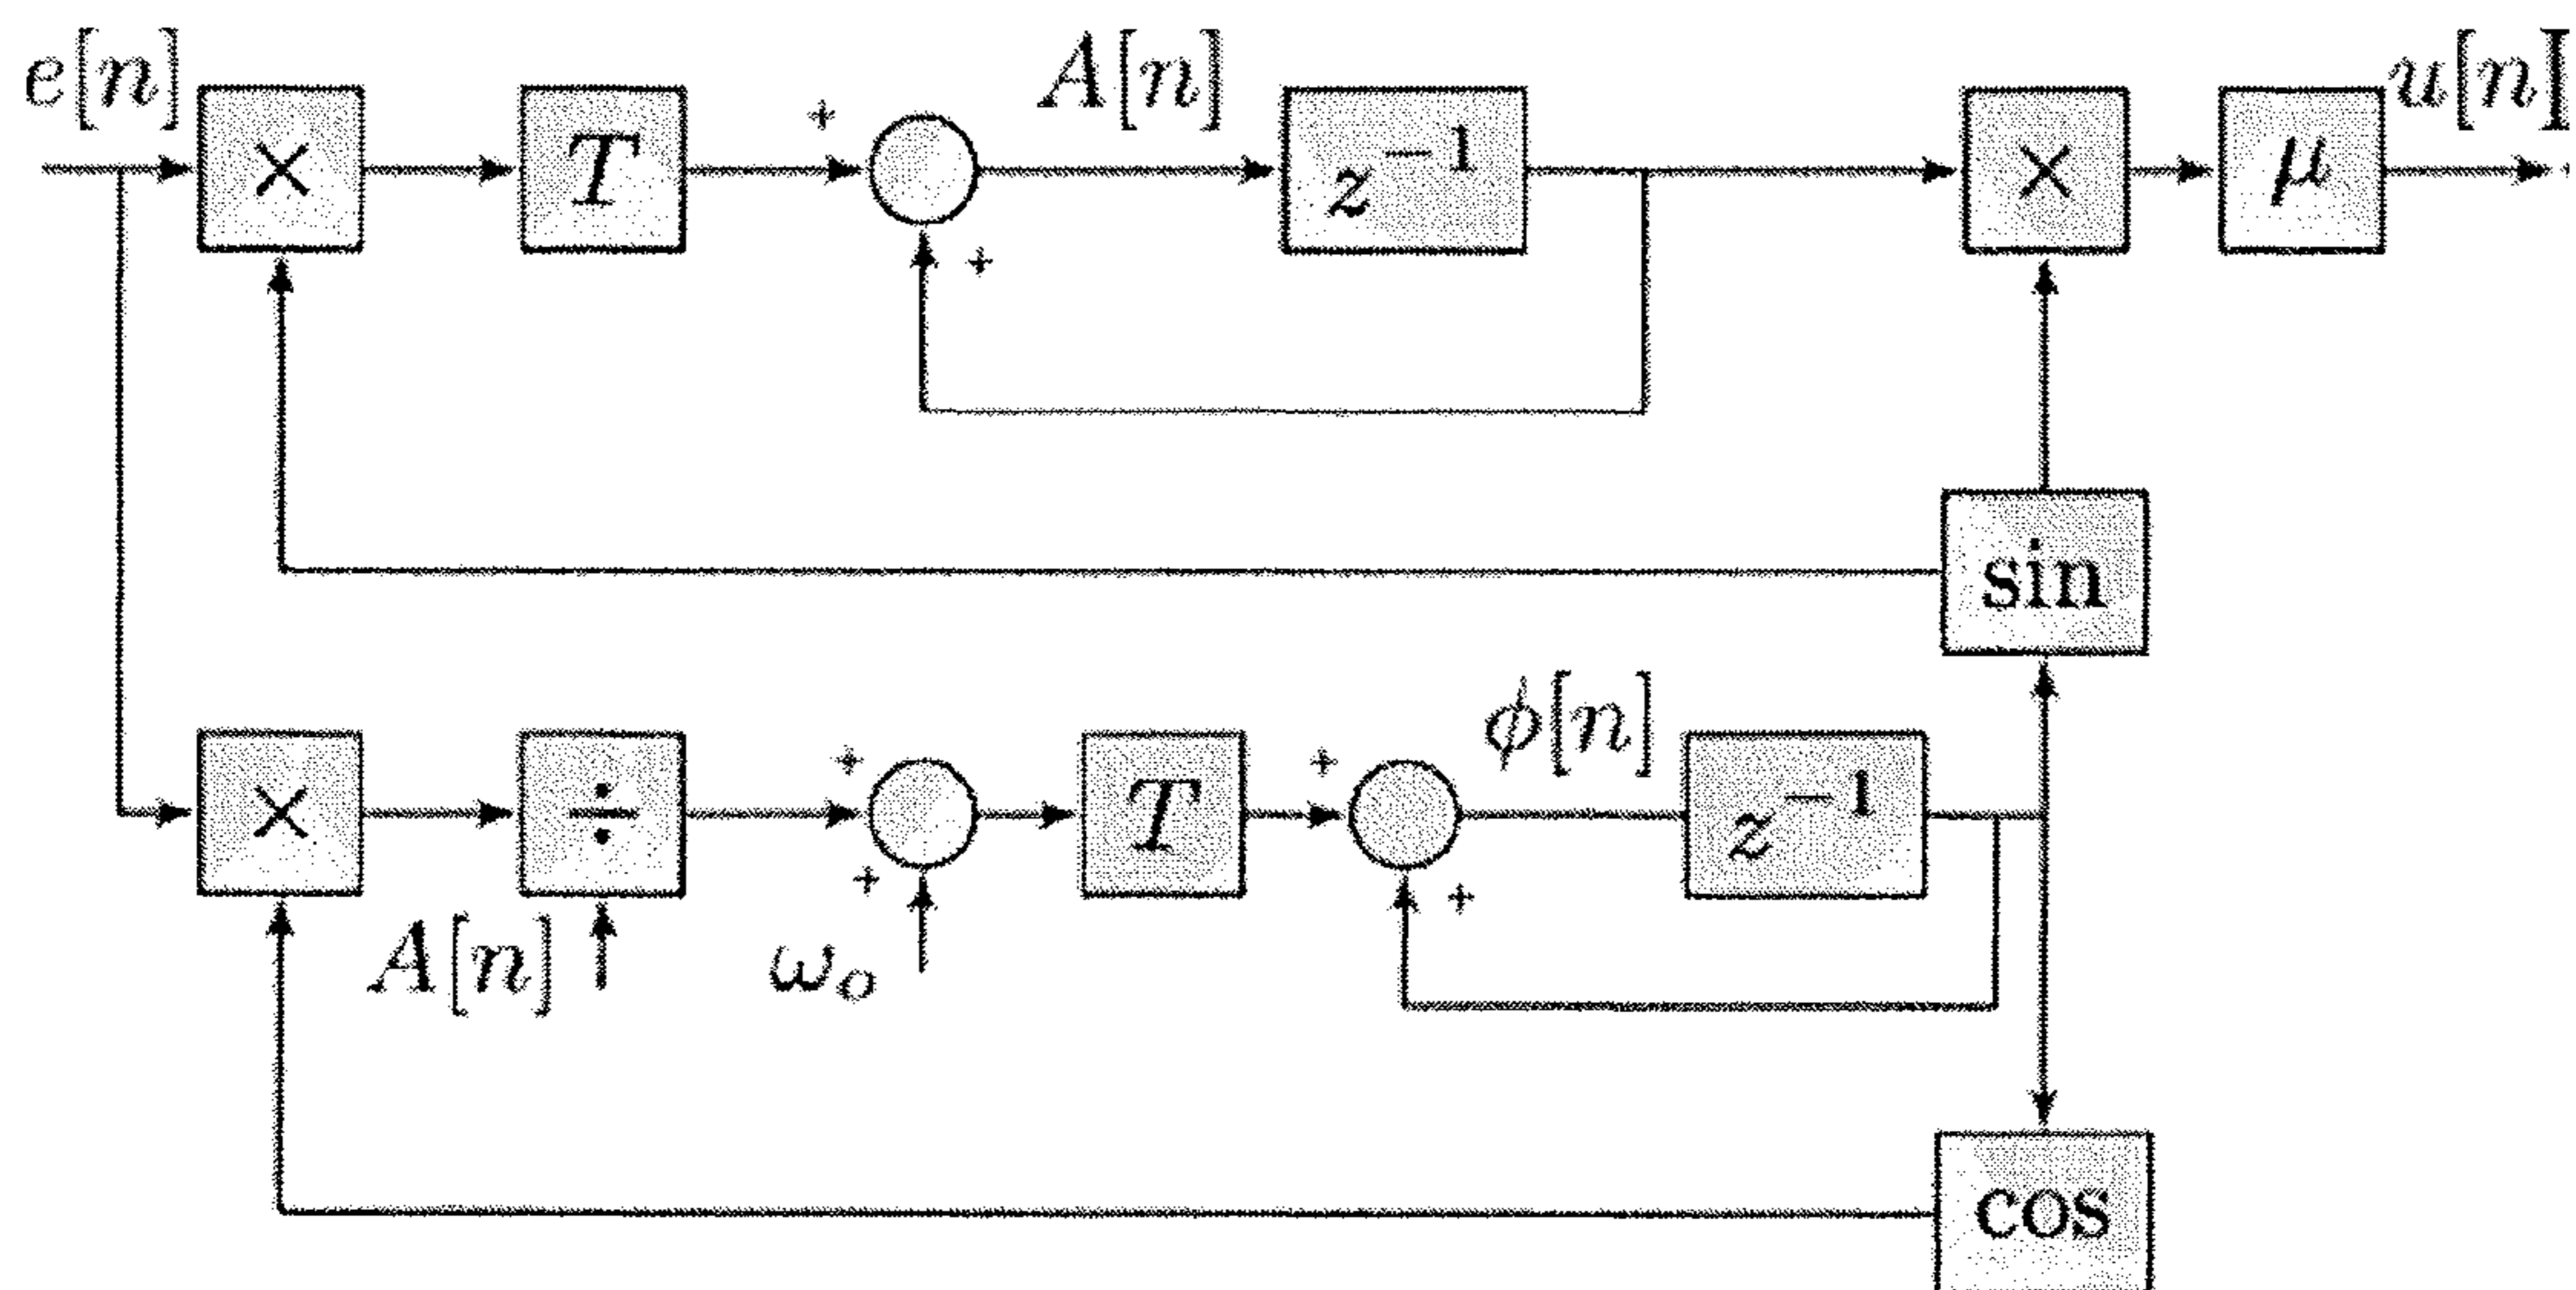 e[n]
×
T
+
+
A[n]
z⁻¹
×
μ
u[n]
sin
×
÷
A[n]
+
+
ωₒ
T
+
+
ϕ[n]
z⁻¹
cos